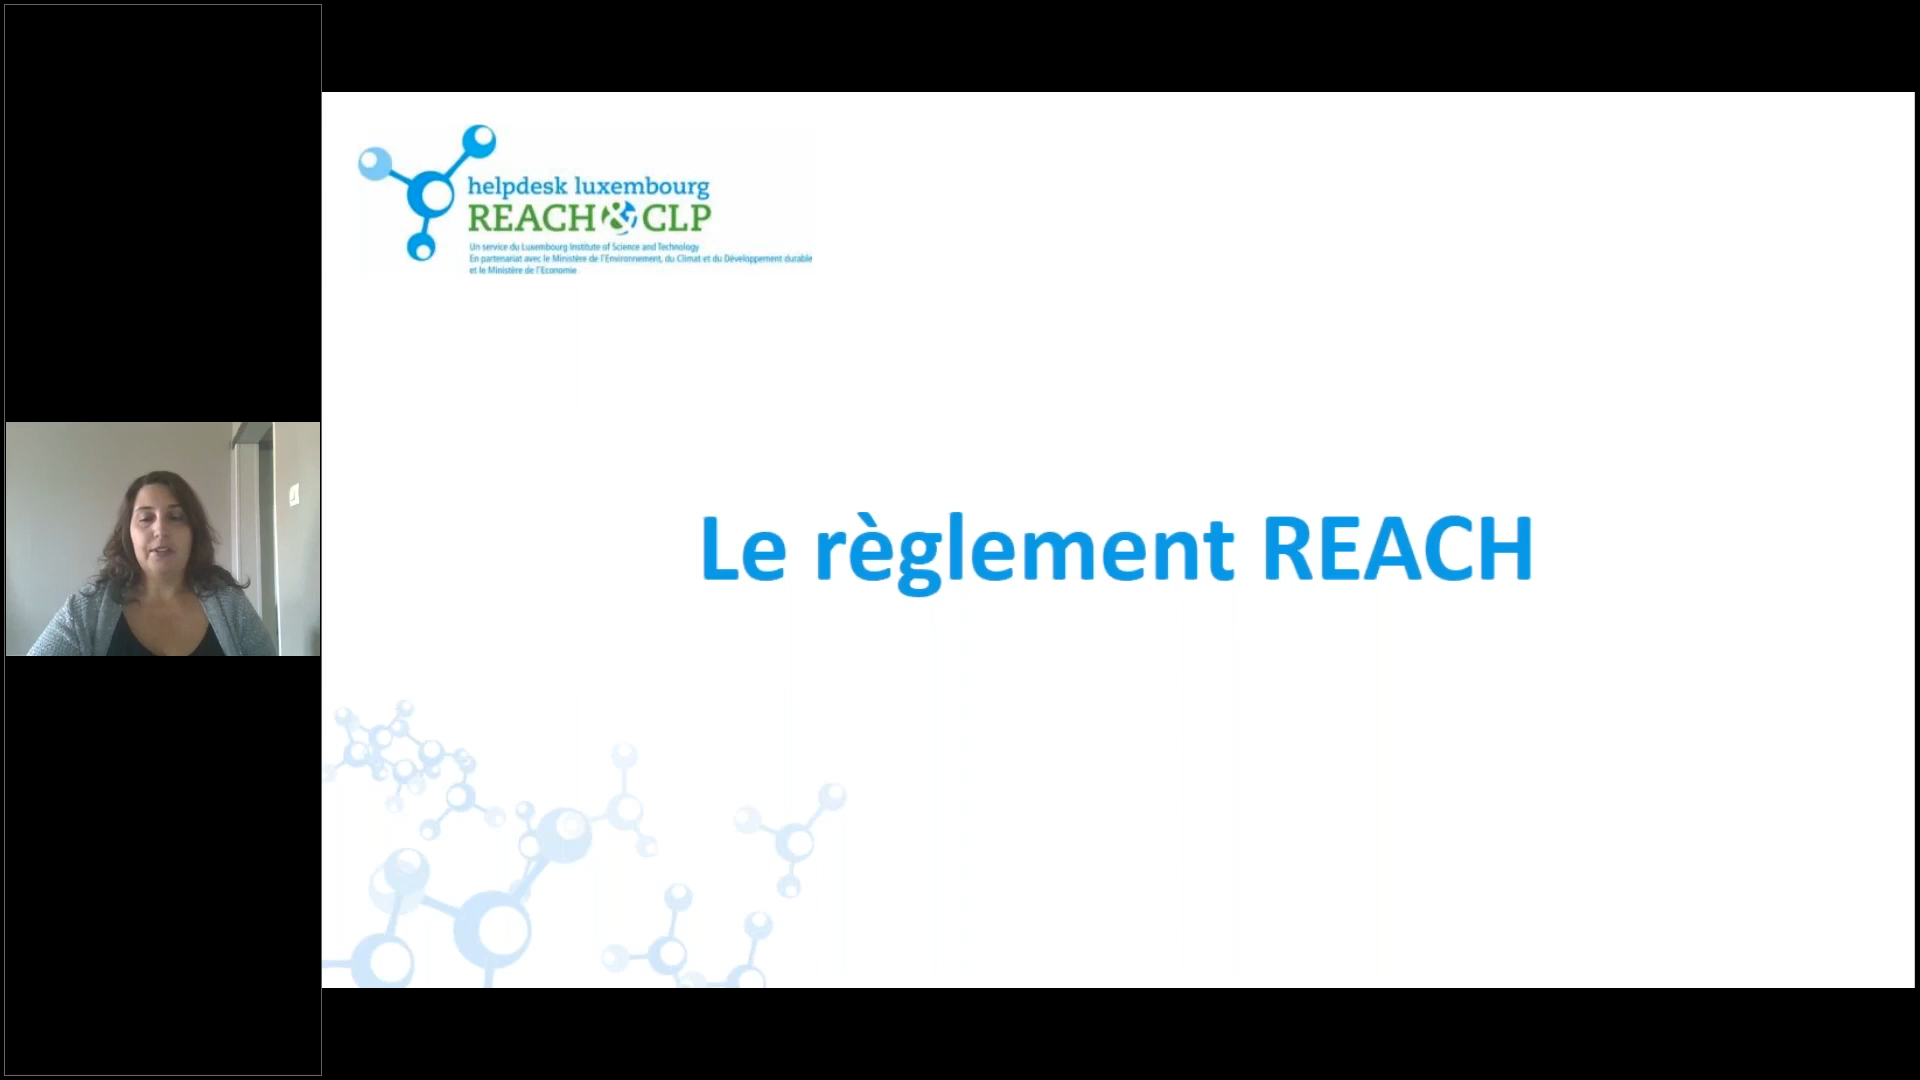 helpdesk luxembourg
REACH & CLP
Un service du Luxembourg Institute of Science and Technology
En partenariat avec le Ministère de l'Environnement, du Climat et du Développement durable
et le Ministère de l'Economie
Le règlement REACH